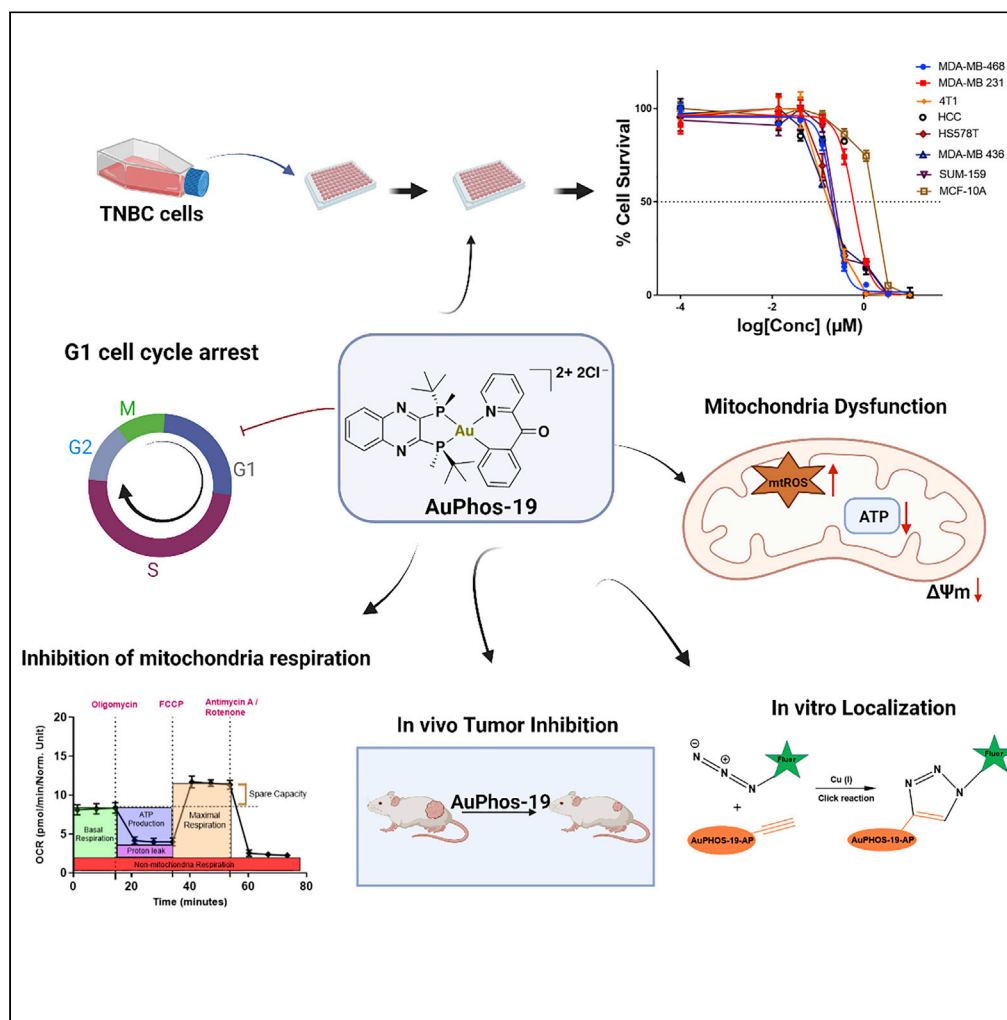 TNBC cells
% Cell Survival
100
50
0
-4
-2
0
log[Conc] (µM)
MDA-MB-468
MDA-MB 231
4T1
HCC
HS578T
MDA-MB 436
SUM-159
MCF-10A
G1 cell cycle arrest
M
G2
G1
S
2+ 2Cl⁻
N
N
P
P
Au
N
O
AuPhos-19
Mitochondria Dysfunction
mtROS
ATP
ΔΨm
Inhibition of mitochondria respiration
Oligomycin
FCCP
Antimycin A /
Rotenone
OCR (pmol/min/Norm. Unit)
20
15
10
5
0
Basal
Respiration
ATP
Production
Proton leak
Maximal
Respiration
Spare Capacity
Non-mitochondria Respiration
0
20
40
60
80
Time (minutes)
In vivo Tumor Inhibition
AuPhos-19
In vitro Localization
N N N
Fluor
+
AuPHOS-19-AP
Cu (I)
Click reaction
N N N
Fluor
AuPHOS-19-AP